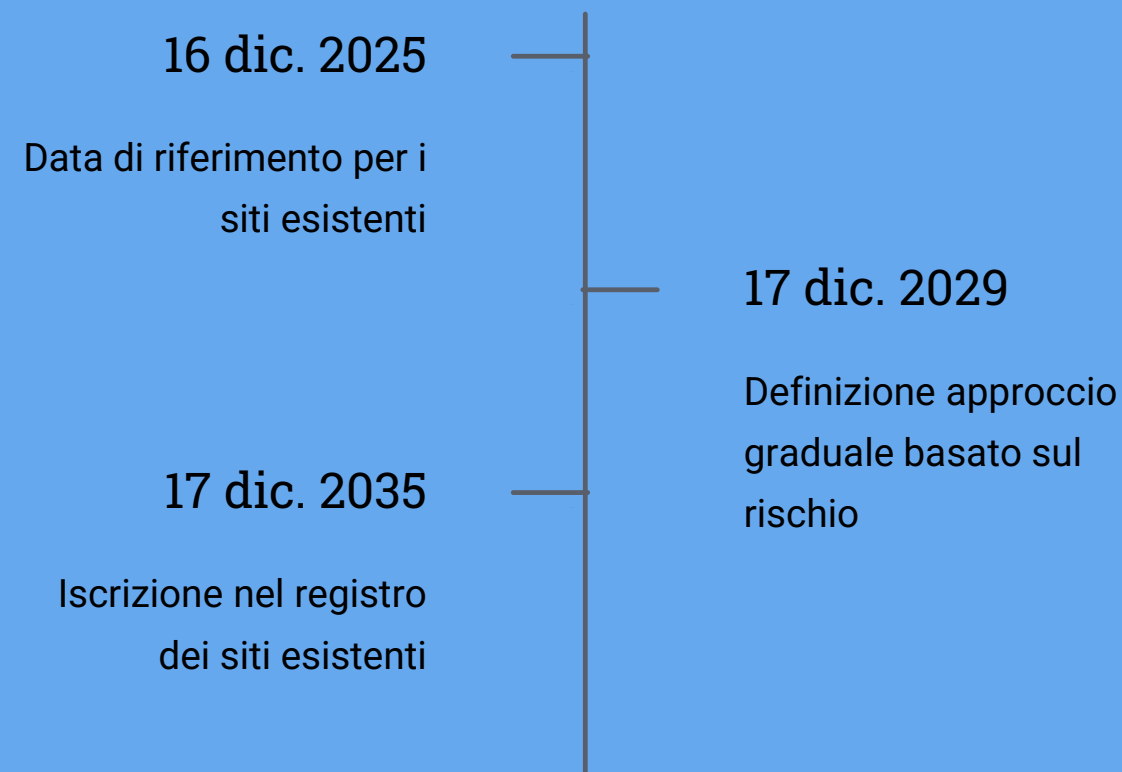 16 dic. 2025
Data di riferimento per i
siti esistenti
17 dic. 2029
Definizione approccio
graduale basato sul
rischio
17 dic. 2035
Iscrizione nel registro
dei siti esistenti